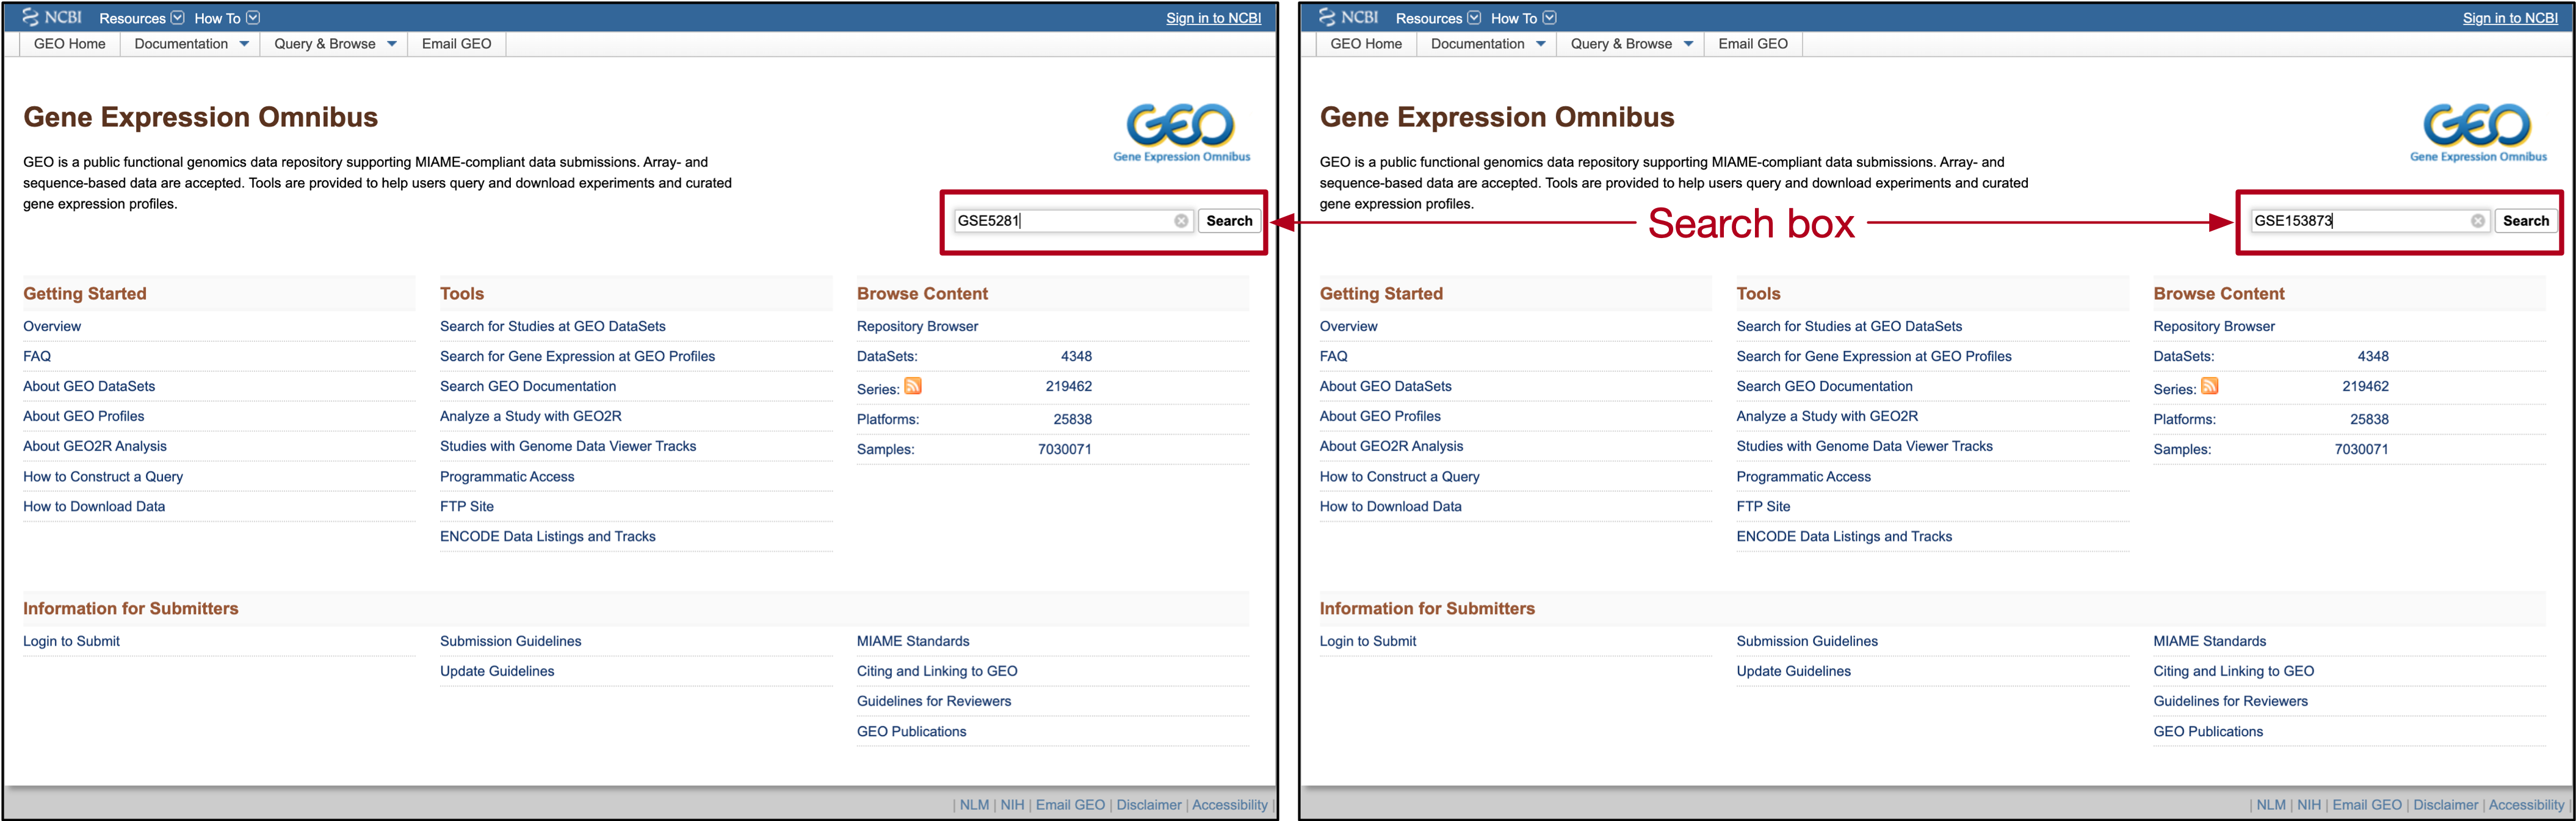 NCBI Resources How To Sign in to NCBI
GEO Home Documentation Query & Browse Email GEO
Gene Expression Omnibus
GEO
Gene Expression Omnibus
GEO is a public functional genomics data repository supporting MIAME-compliant data submissions. Array- and
sequence-based data are accepted. Tools are provided to help users query and download experiments and curated
gene expression profiles.
GSE5281 Search
Getting Started
Overview
FAQ
About GEO DataSets
About GEO Profiles
About GEO2R Analysis
How to Construct a Query
How to Download Data
Tools
Search for Studies at GEO DataSets
Search for Gene Expression at GEO Profiles
Search GEO Documentation
Analyze a Study with GEO2R
Studies with Genome Data Viewer Tracks
Programmatic Access
FTP Site
ENCODE Data Listings and Tracks
Browse Content
Repository Browser
DataSets: 4348
Series: 219462
Platforms: 25838
Samples: 7030071
Information for Submitters
Login to Submit
Submission Guidelines
Update Guidelines
MIAME Standards
Citing and Linking to GEO
Guidelines for Reviewers
GEO Publications
| NLM | NIH | Email GEO | Disclaimer | Accessibility |
Search box
NCBI Resources How To Sign in to NCBI
GEO Home Documentation Query & Browse Email GEO
Gene Expression Omnibus
GEO
Gene Expression Omnibus
GEO is a public functional genomics data repository supporting MIAME-compliant data submissions. Array- and
sequence-based data are accepted. Tools are provided to help users query and download experiments and curated
gene expression profiles.
GSE153873 Search
Getting Started
Overview
FAQ
About GEO DataSets
About GEO Profiles
About GEO2R Analysis
How to Construct a Query
How to Download Data
Tools
Search for Studies at GEO DataSets
Search for Gene Expression at GEO Profiles
Search GEO Documentation
Analyze a Study with GEO2R
Studies with Genome Data Viewer Tracks
Programmatic Access
FTP Site
ENCODE Data Listings and Tracks
Browse Content
Repository Browser
DataSets: 4348
Series: 219462
Platforms: 25838
Samples: 7030071
Information for Submitters
Login to Submit
Submission Guidelines
Update Guidelines
MIAME Standards
Citing and Linking to GEO
Guidelines for Reviewers
GEO Publications
| NLM | NIH | Email GEO | Disclaimer | Accessibility |